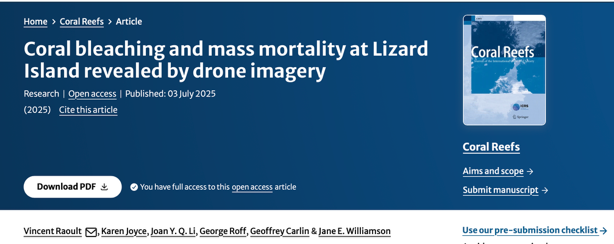 Home > Coral Reefs > Article
Coral bleaching and mass mortality at Lizard
Island revealed by drone imagery
Research | Open access | Published: 03 July 2025
(2025) Cite this article
Download PDF
You have full access to this open access article
Coral Reefs
Coral Reefs
Aims and scope →
Submit manuscript →
Vincent Raoult, Karen Joyce, Joan Y. Q. Li, George Roff, Geoffrey Carlin & Jane E. Williamson
Use our pre-submission checklist →